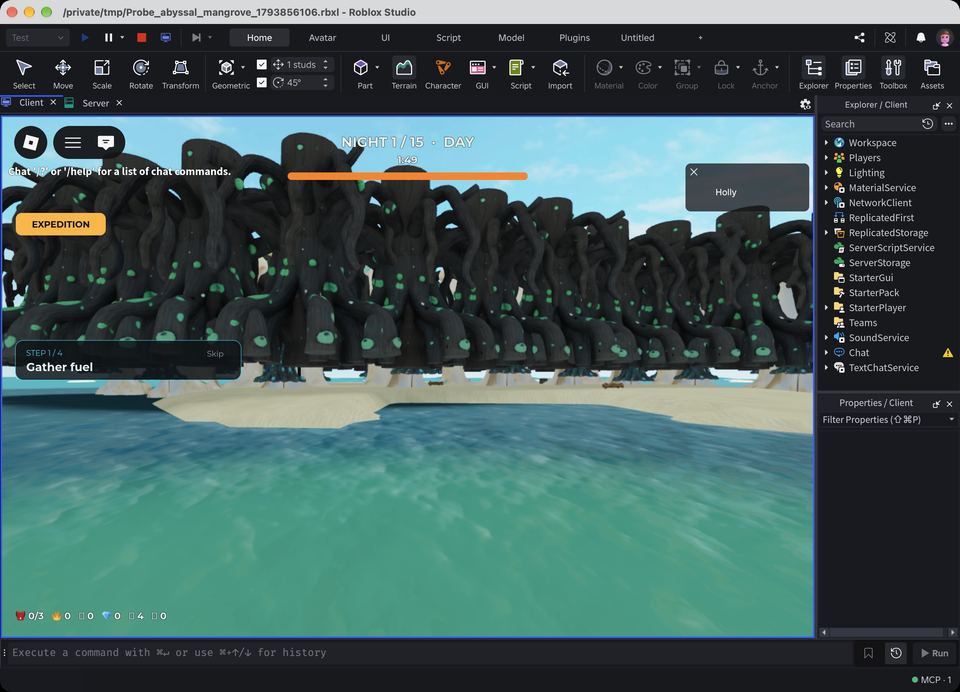 /private/tmp/Probe_abyssal_mangrove_1793856106.rbxl - Roblox Studio
Test
Home
Avatar
UI
Script
Model
Plugins
Untitled
+
Select
Move
Scale
Rotate
Transform
Geometric
1 studs
45°
Part
Terrain
Character
GUI
Script
Import
Material
Color
Group
Lock
Anchor
Explorer
Properties
Toolbox
Assets
Client
Server
Explorer / Client
Search
Workspace
Players
Lighting
MaterialService
NetworkClient
ReplicatedFirst
ReplicatedStorage
ServerScriptService
ServerStorage
StarterGui
StarterPack
StarterPlayer
Teams
SoundService
Chat
TextChatService
Properties / Client
Filter Properties (⇧⌘P)
NIGHT 1 / 15 · DAY
1:49
Chat '/?' or '/help' for a list of chat commands.
Holly
EXPEDITION
STEP 1 / 4
Skip
Gather fuel
0/3 0 0 0 4 0
Execute a command with ⌘↵ or use ⌘+↑/↓ for history
Run
MCP · 1